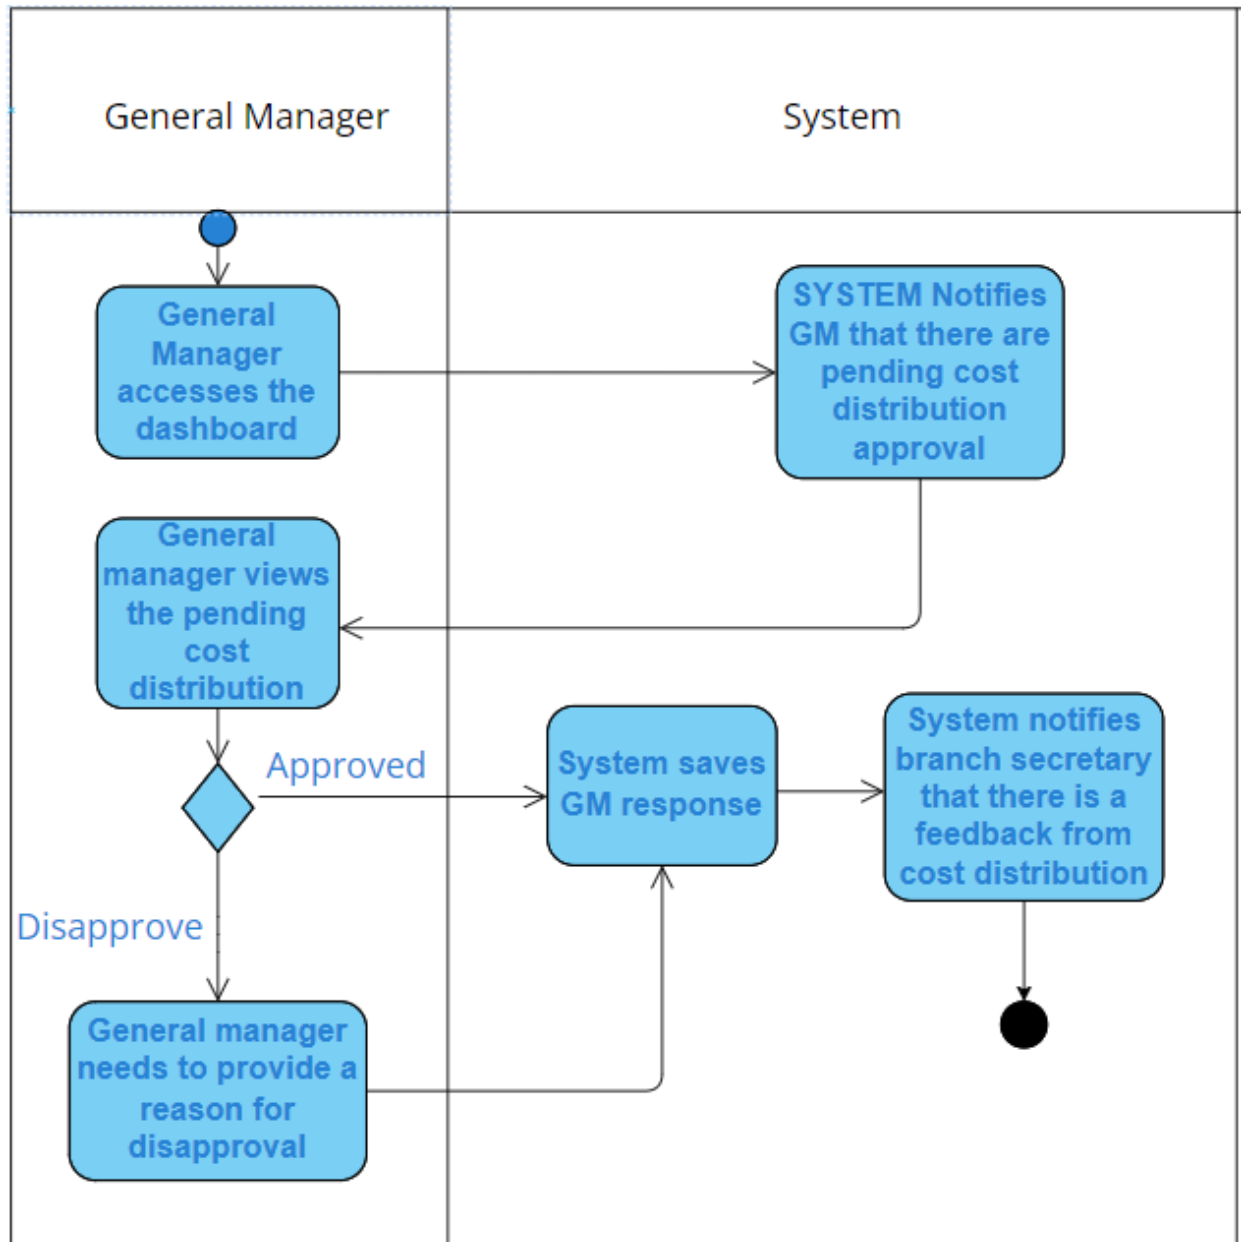 General Manager
System
General
Manager
accesses the
dashboard
SYSTEM Notifies
GM that there are
pending cost
distribution
approval
General
manager views
the pending
cost
distribution
Approved
System saves
GM response
System notifies
branch secretary
that there is a
feedback from
cost distribution
Disapprove
General manager
needs to provide a
reason for
disapproval